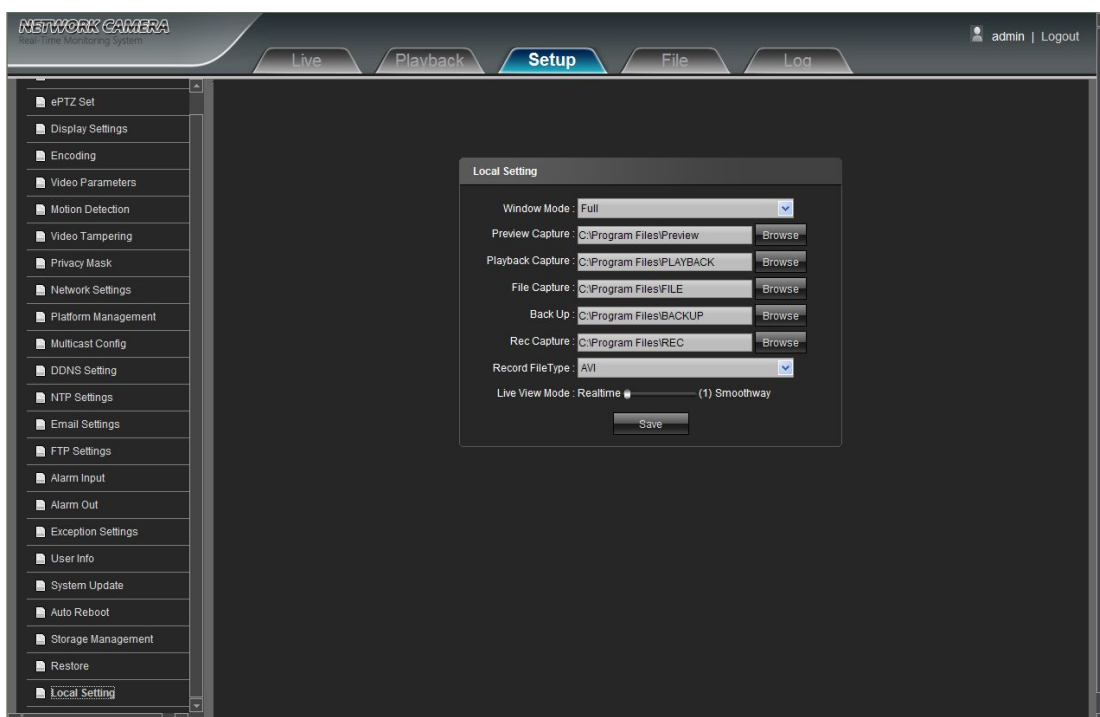 NETWORK CAMERA
Real-Time Monitoring System
admin | Logout
Live
Playback
Setup
File
Log
ePTZ Set
Display Settings
Encoding
Video Parameters
Motion Detection
Video Tampering
Privacy Mask
Network Settings
Platform Management
Multicast Config
DDNS Setting
NTP Settings
Email Settings
FTP Settings
Alarm Input
Alarm Out
Exception Settings
User Info
System Update
Auto Reboot
Storage Management
Restore
Local Setting
Local Setting
Window Mode : Full
Preview Capture : C:\Program Files\Preview Browse
Playback Capture : C:\Program Files\PLAYBACK Browse
File Capture : C:\Program Files\FILE Browse
Back Up : C:\Program Files\BACKUP Browse
Rec Capture : C:\Program Files\REC Browse
Record FileType : AVI
Live View Mode : Realtime (1) Smoothway
Save